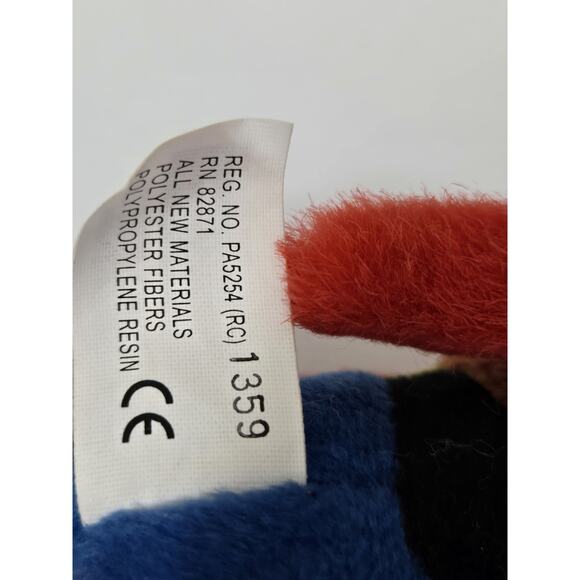 REG. NO. PA5254 (RC) 1359
RN 82871
ALL NEW MATERIALS
POLYESTER FIBERS
POLYPROPYLENE RESIN CE